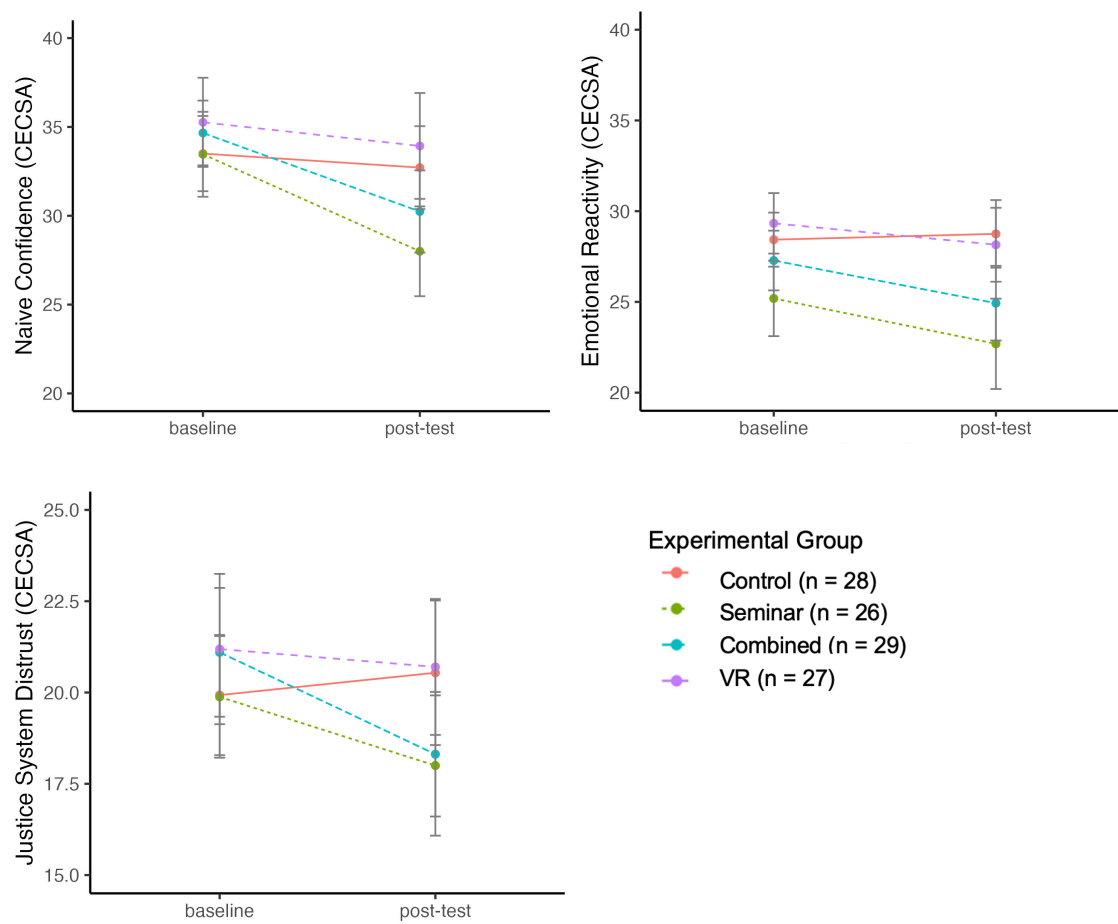 Naive Confidence (CECSA)
40
35
30
25
20
baseline
post-test
Emotional Reactivity (CECSA)
40
35
30
25
20
baseline
post-test
Justice System Distrust (CECSA)
25.0
22.5
20.0
17.5
15.0
baseline
post-test
Experimental Group
Control (n = 28)
Seminar (n = 26)
Combined (n = 29)
VR (n = 27)